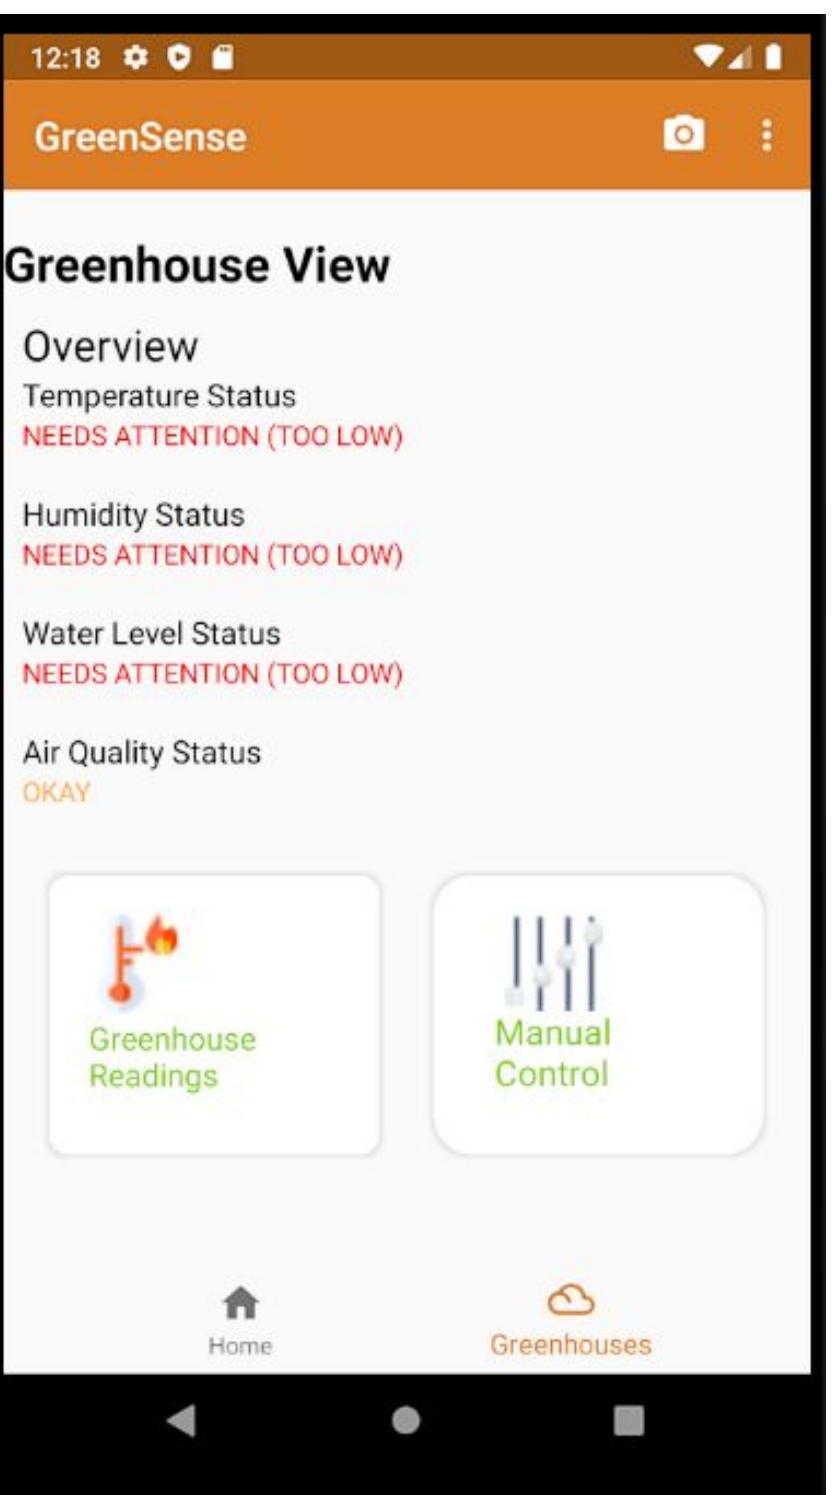 12:18
GreenSense
Greenhouse View
Overview
Temperature Status
NEEDS ATTENTION (TOO LOW)
Humidity Status
NEEDS ATTENTION (TOO LOW)
Water Level Status
NEEDS ATTENTION (TOO LOW)
Air Quality Status
OKAY
Greenhouse
Readings
Manual
Control
Home
Greenhouses